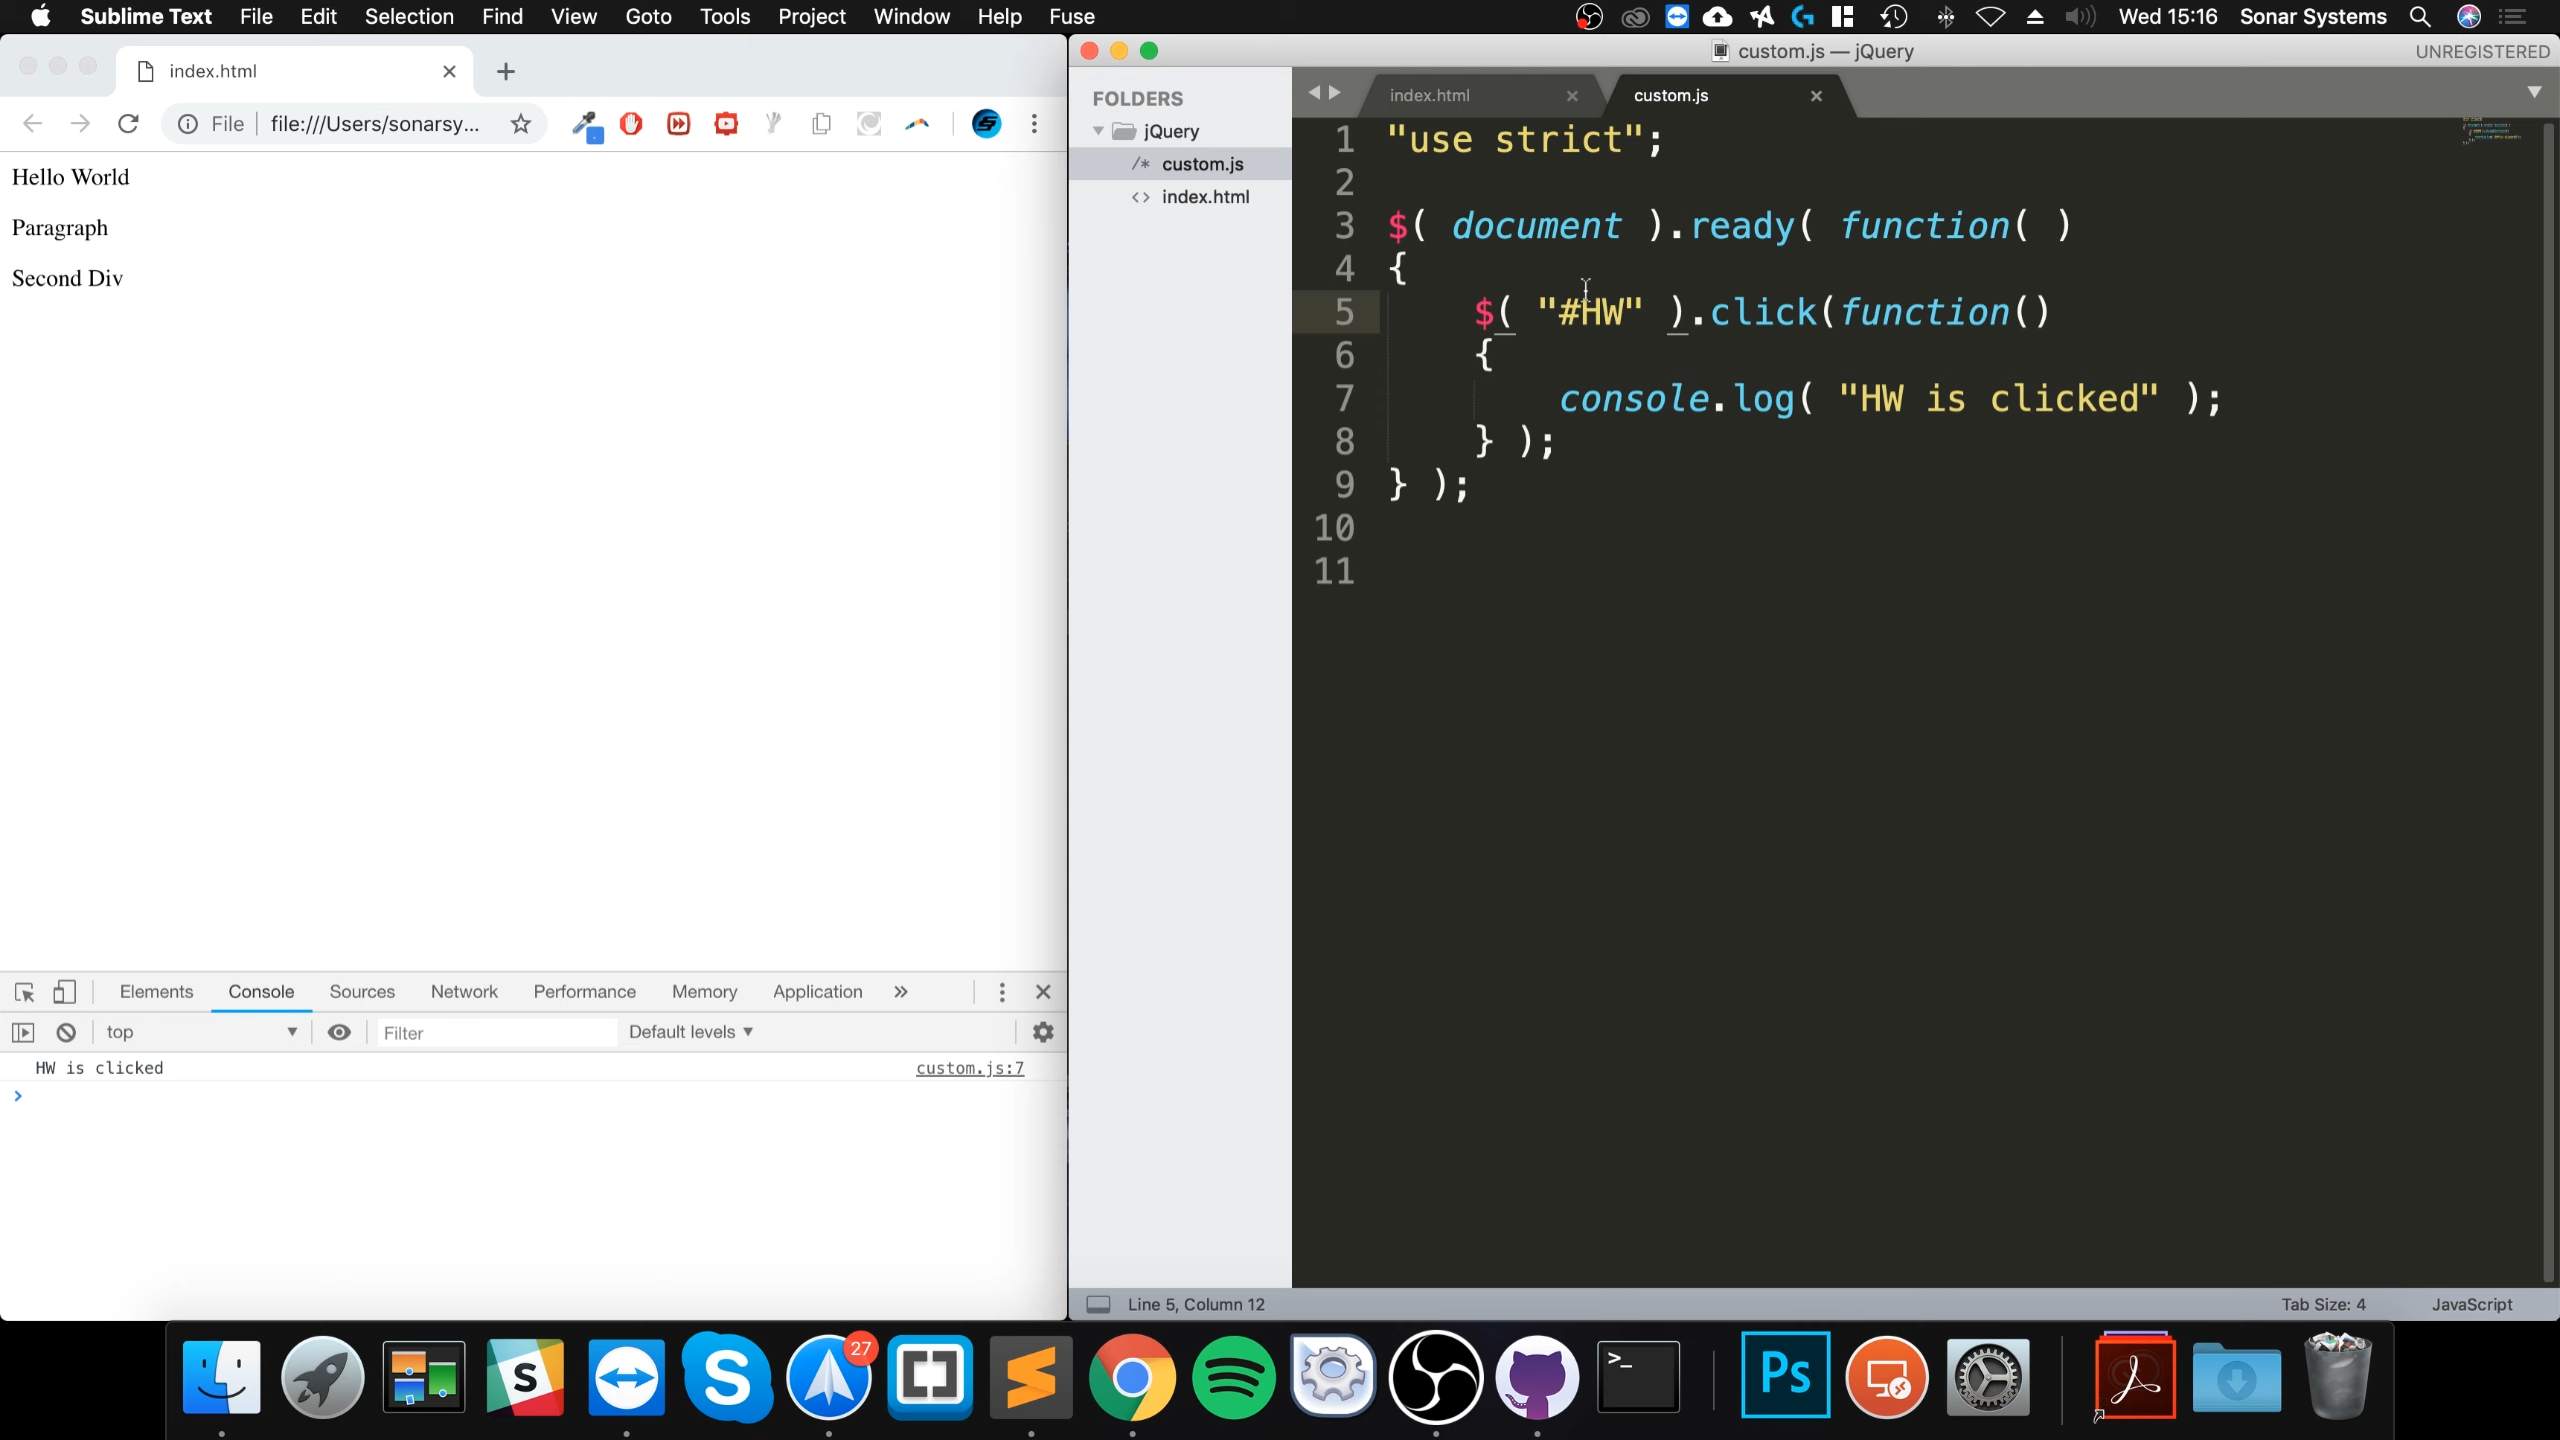 Sublime Text File Edit Selection Find View Goto Tools Project Window Help Fuse Wed 15:16 Sonar Systems
index.html
File file:///Users/sonarsy...
Hello World
Paragraph
Second Div
Elements Console Sources Network Performance Memory Application »
top Filter Default levels
HW is clicked custom.js:7
>
custom.js — jQuery UNREGISTERED
FOLDERS
jQuery
/* custom.js
<> index.html
index.html custom.js
1 "use strict";
2
3 $( document ).ready( function( )
4 {
5 $( "#HW" ).click(function()
6 {
7 console.log( "HW is clicked" );
8 } );
9 } );
10
11
Line 5, Column 12 Tab Size: 4 JavaScript
S S 27 >_ Ps